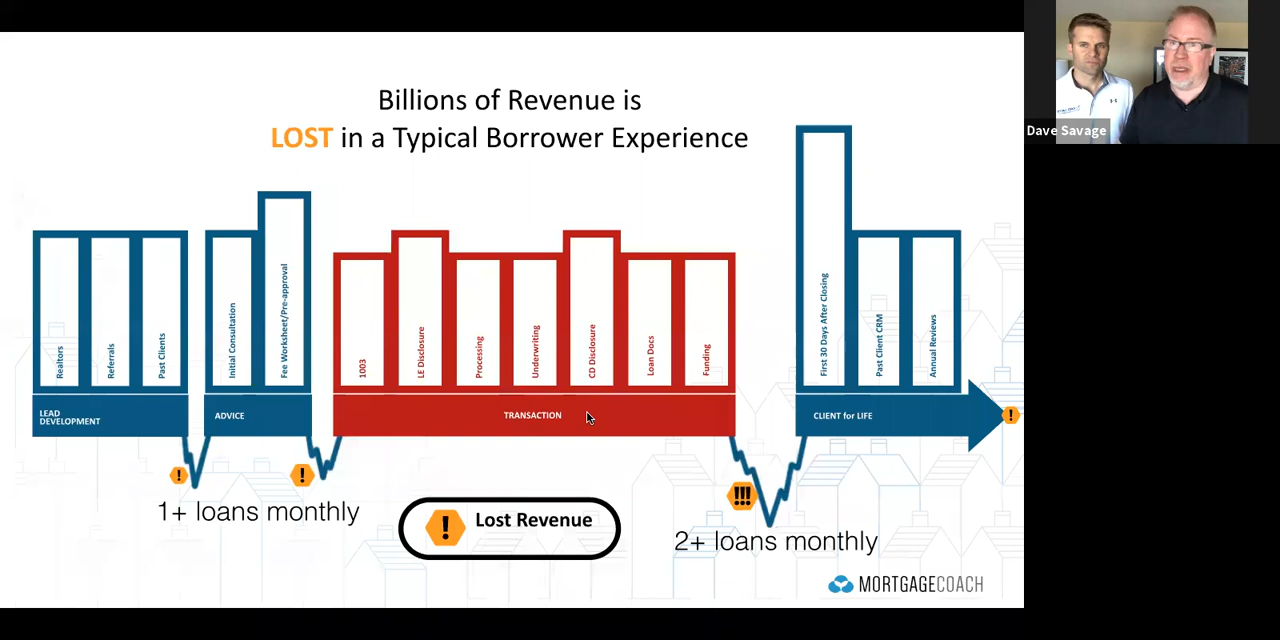 Billions of Revenue is
LOST in a Typical Borrower Experience
Dave Savage
Realtors
Referrals
Past Clients
LEAD
DEVELOPMENT
Initial Consultation
Fee Worksheet/Pre-approval
ADVICE
1003
LE Disclosure
Processing
Underwriting
CD Disclosure
Loan Docs
Funding
TRANSACTION
First 30 Days After Closing
Past Client CRM
Annual Reviews
CLIENT for LIFE
!
!
!!!
!
1+ loans monthly
! Lost Revenue
2+ loans monthly
MORTGAGECOACH